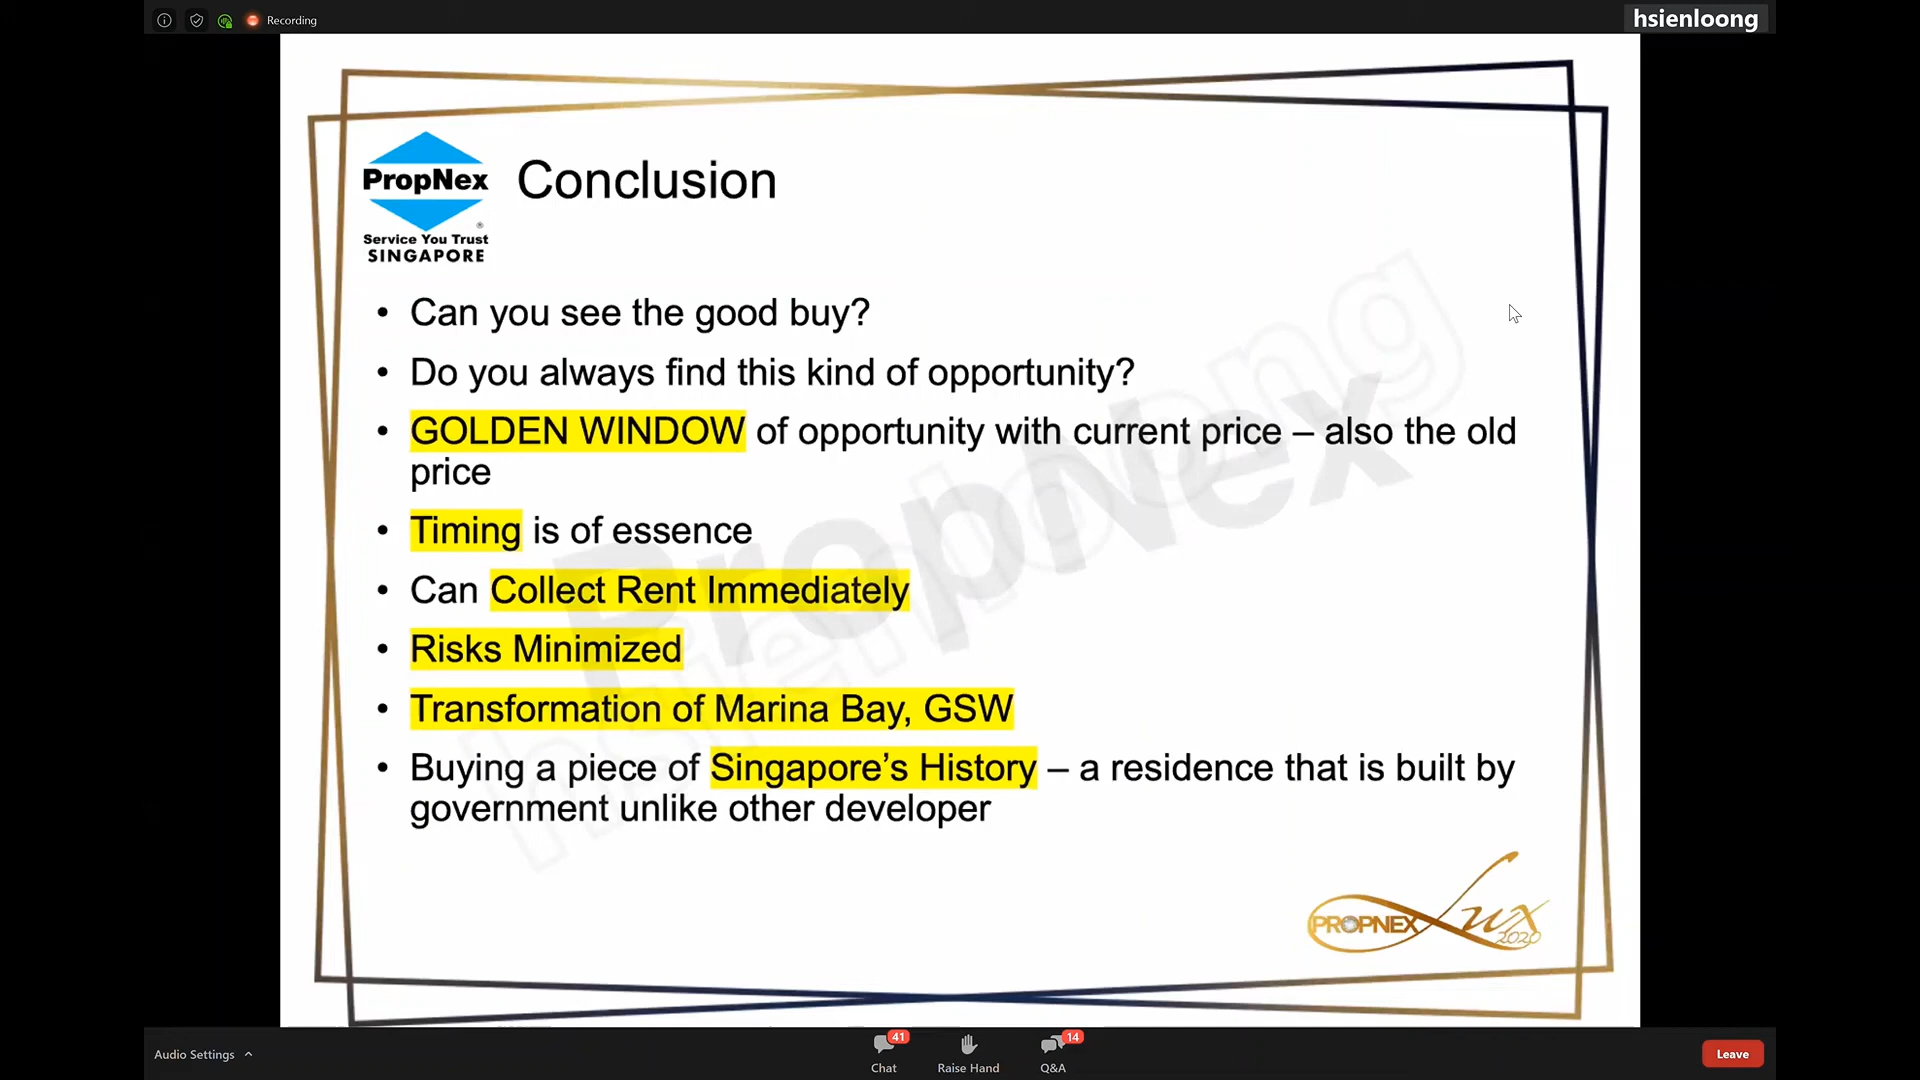 Recording
hsienloong
PropNex
Service You Trust
SINGAPORE
Conclusion
• Can you see the good buy?
• Do you always find this kind of opportunity?
• GOLDEN WINDOW of opportunity with current price – also the old
price
• Timing is of essence
• Can Collect Rent Immediately
• Risks Minimized
• Transformation of Marina Bay, GSW
• Buying a piece of Singapore's History – a residence that is built by
government unlike other developer
PropNex
hsienloong
PROPNEX Lux
2020
Audio Settings
41
Chat
Raise Hand
14
Q&A
Leave